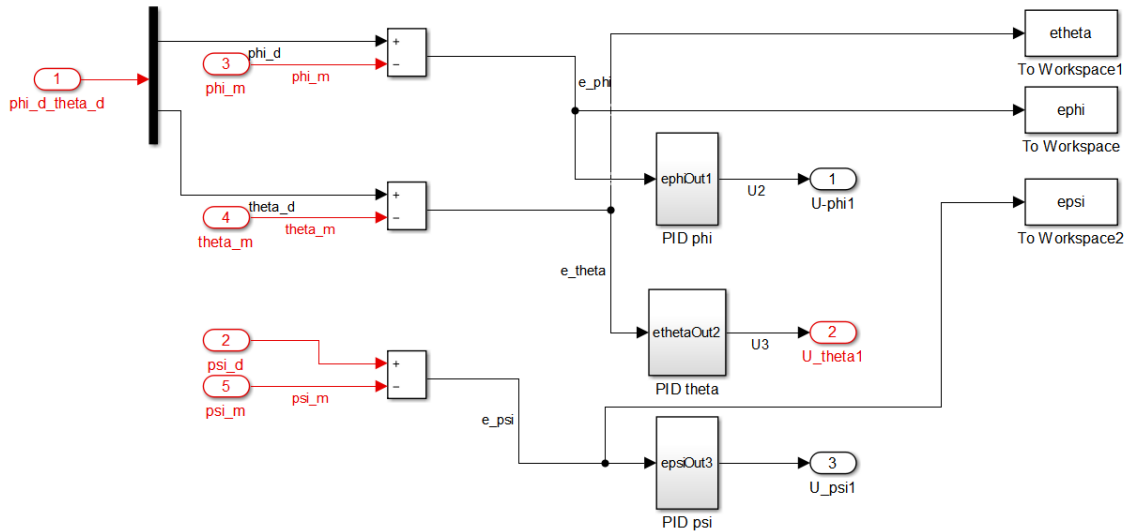 1
phi_d_theta_d
phi_d
3
phi_m
phi_m
+
−
e_phi
etheta
To Workspace1
ephi
To Workspace
ephiOut1
PID phi
U2
1
U-phi1
epsi
To Workspace2
theta_d
4
theta_m
theta_m
+
−
e_theta
ethetaOut2
PID theta
U3
2
U_theta1
2
psi_d
5
psi_m
psi_m
+
−
e_psi
epsiOut3
PID psi
3
U_psi1